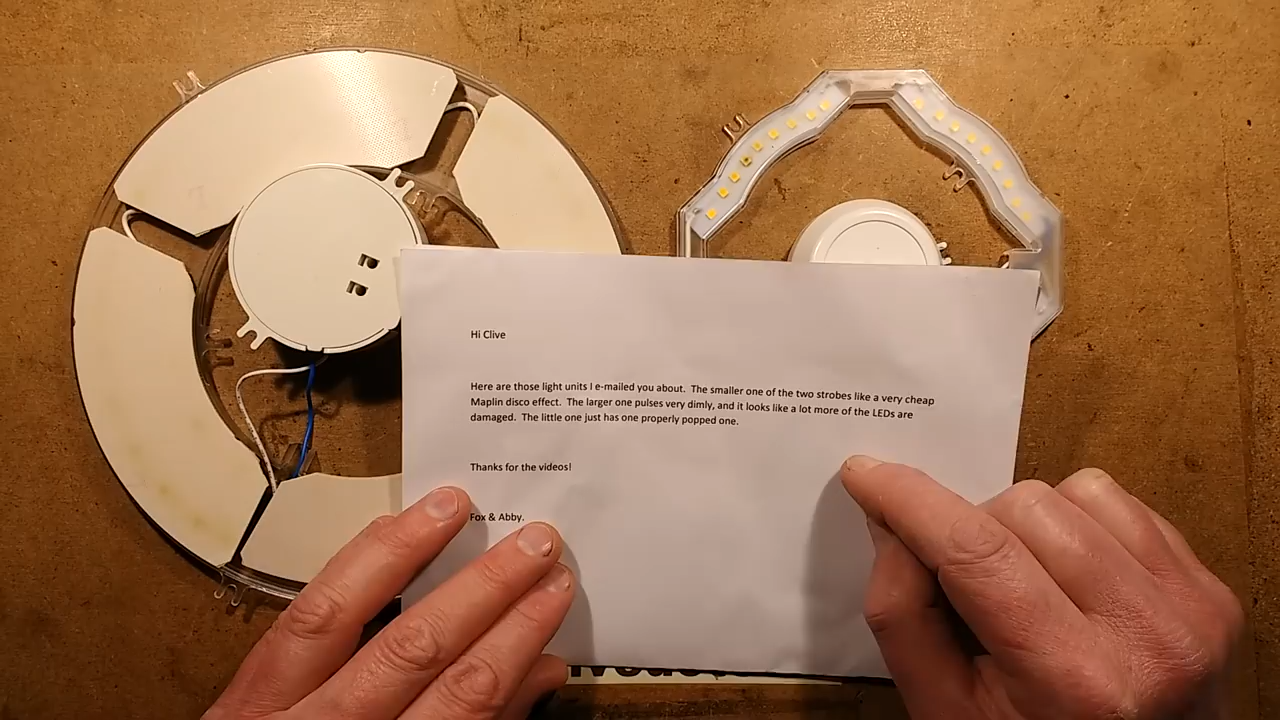 Hi Clive
Here are those light units I e-mailed you about. The smaller one of the two strobes like a very cheap
Maplin disco effect. The larger one pulses very dimly, and it looks like a lot more of the LEDs are
damaged. The little one just has one properly popped one.
Thanks for the videos!
Fox & Abby.